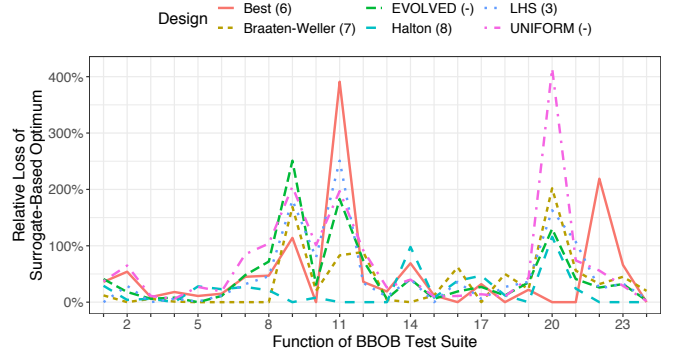 Design
Best (6)
EVOLVED (-)
LHS (3)
Braaten-Weller (7)
Halton (8)
UNIFORM (-)
Relative Loss of
Surrogate-Based Optimum
400%
300%
200%
100%
0%
2 5 8 11 14 17 20 23
Function of BBOB Test Suite